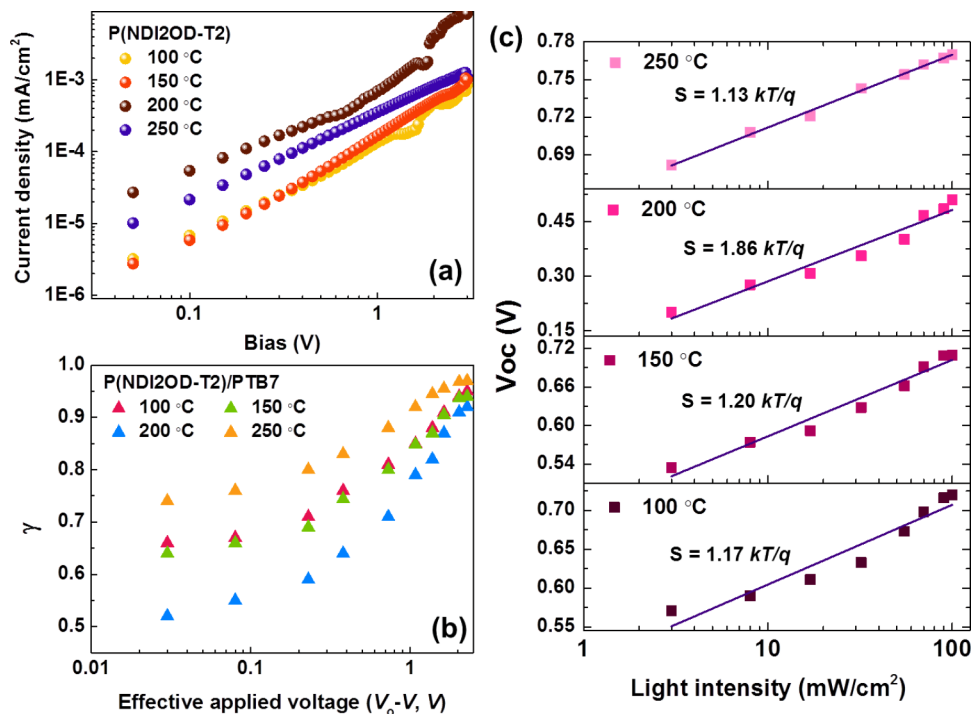 P(NDI2OD-T2)
100 °C
150 °C
200 °C
250 °C
1E-3
1E-4
1E-5
1E-6
0.1
1
Current density (mA/cm²)
Bias (V)
(a)
P(NDI2OD-T2)/PTB7
100 °C
150 °C
200 °C
250 °C
1.0
0.9
0.8
0.7
0.6
0.5
0.01
0.1
1
γ
Effective applied voltage (V₀-V, V)
(b)
(c)
250 °C
S = 1.13 kT/q
0.78
0.75
0.69
200 °C
S = 1.86 kT/q
0.45
0.30
0.15
150 °C
S = 1.20 kT/q
0.72
0.66
0.60
0.54
100 °C
S = 1.17 kT/q
0.70
0.65
0.60
0.55
1
10
100
Voc (V)
Light intensity (mW/cm²)